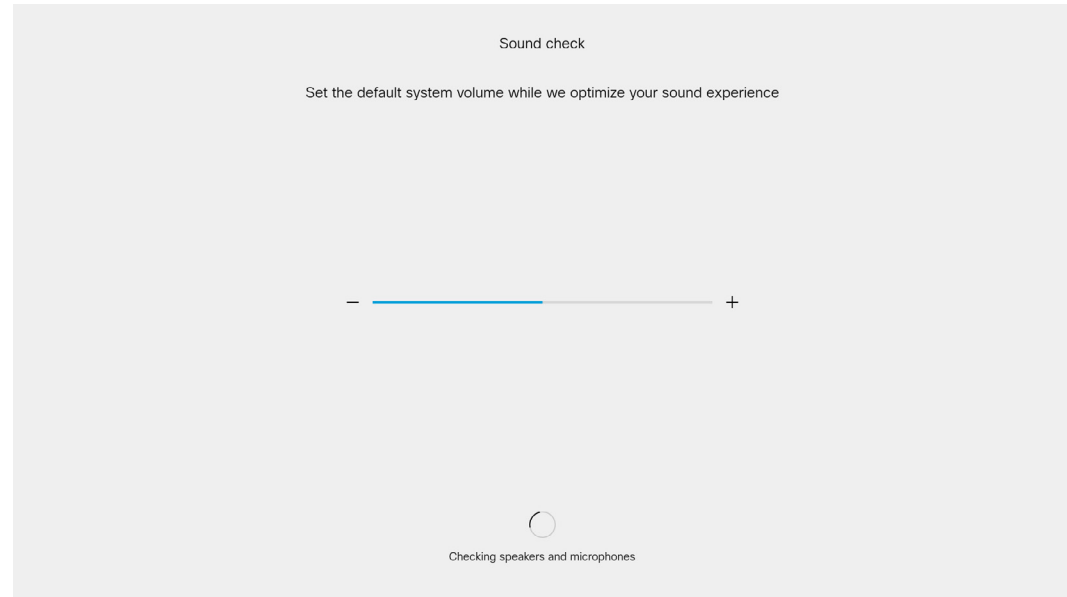 Sound check
Set the default system volume while we optimize your sound experience
Checking speakers and microphones